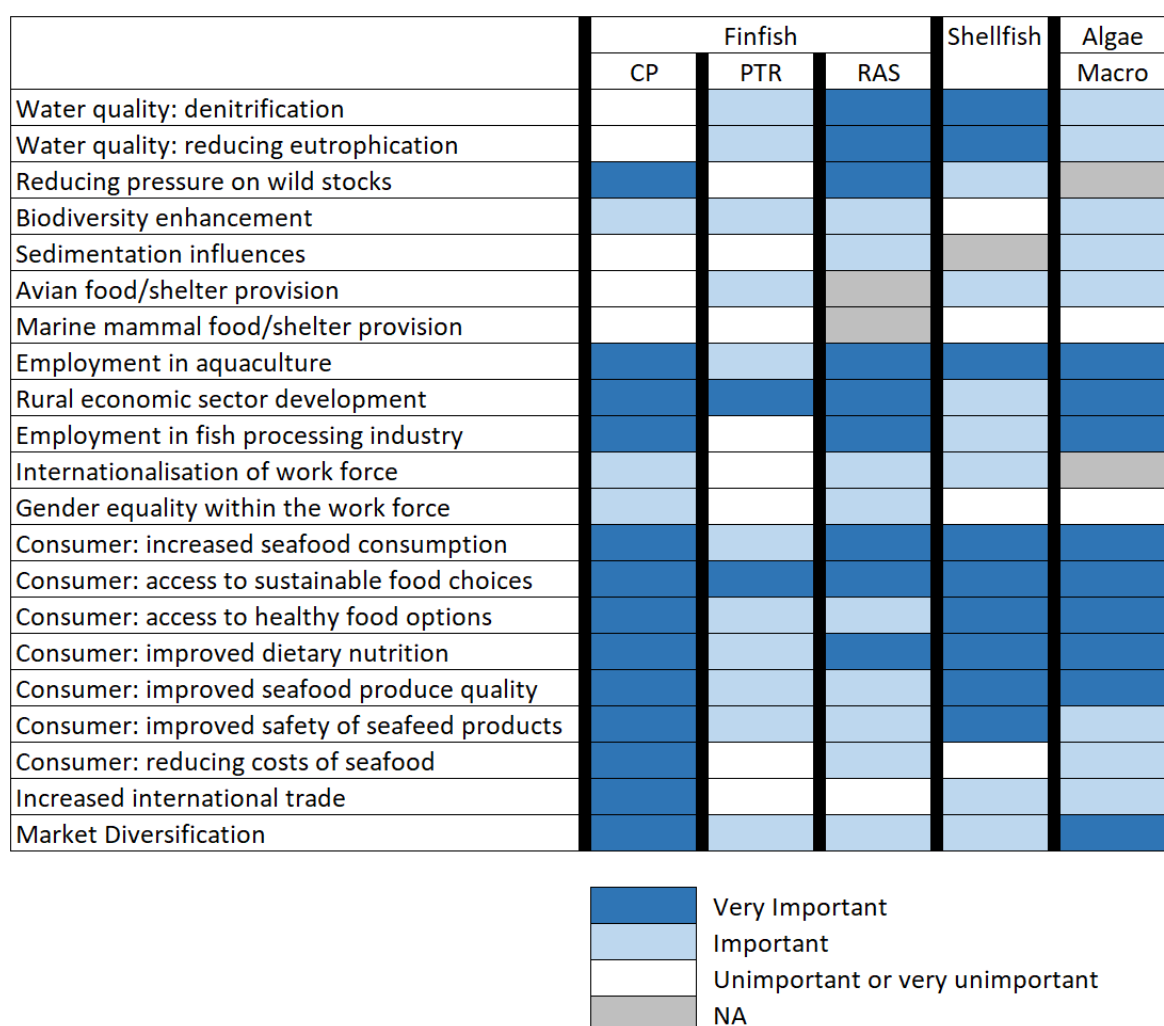 Finfish Shellfish Algae
CP PTR RAS Macro
Water quality: denitrification
Water quality: reducing eutrophication
Reducing pressure on wild stocks
Biodiversity enhancement
Sedimentation influences
Avian food/shelter provision
Marine mammal food/shelter provision
Employment in aquaculture
Rural economic sector development
Employment in fish processing industry
Internationalisation of work force
Gender equality within the work force
Consumer: increased seafood consumption
Consumer: access to sustainable food choices
Consumer: access to healthy food options
Consumer: improved dietary nutrition
Consumer: improved seafood produce quality
Consumer: improved safety of seafeed products
Consumer: reducing costs of seafood
Increased international trade
Market Diversification
Very Important
Important
Unimportant or very unimportant
NA